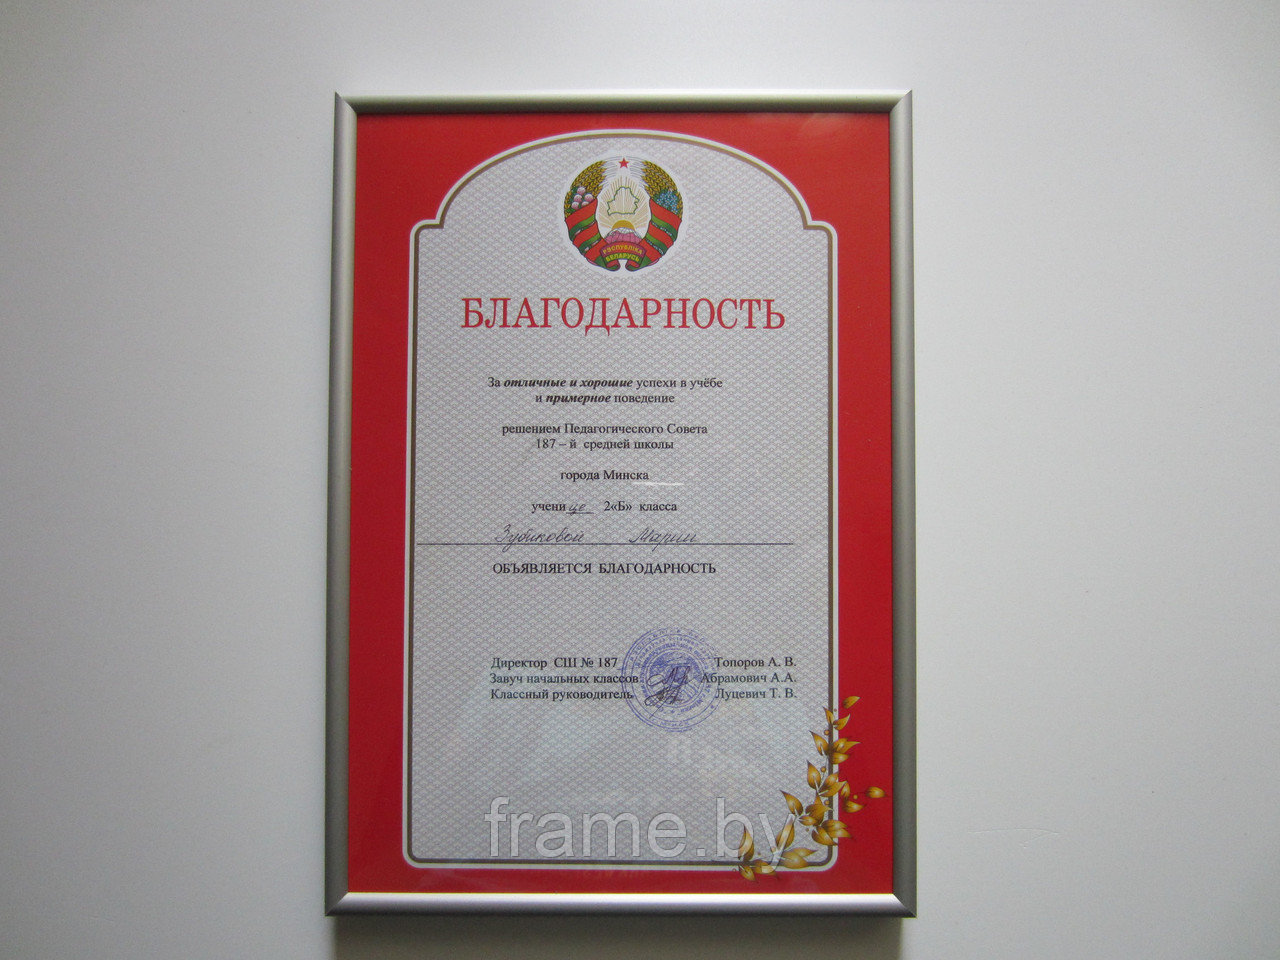 РЭСПУБЛІКА
БЕЛАРУСЬ
БЛАГОДАРНОСТЬ
За отличные и хорошие успехи в учёбе
и примерное поведение
решением Педагогического Совета
187 – й средней школы
города Минска
ученице 2«Б» класса
Зубиковой Марии
ОБЪЯВЛЯЕТСЯ БЛАГОДАРНОСТЬ
Директор СШ № 187 Топоров А. В.
Завуч начальных классов Абрамович А.А.
Классный руководитель Луцевич Т. В.
frame.by